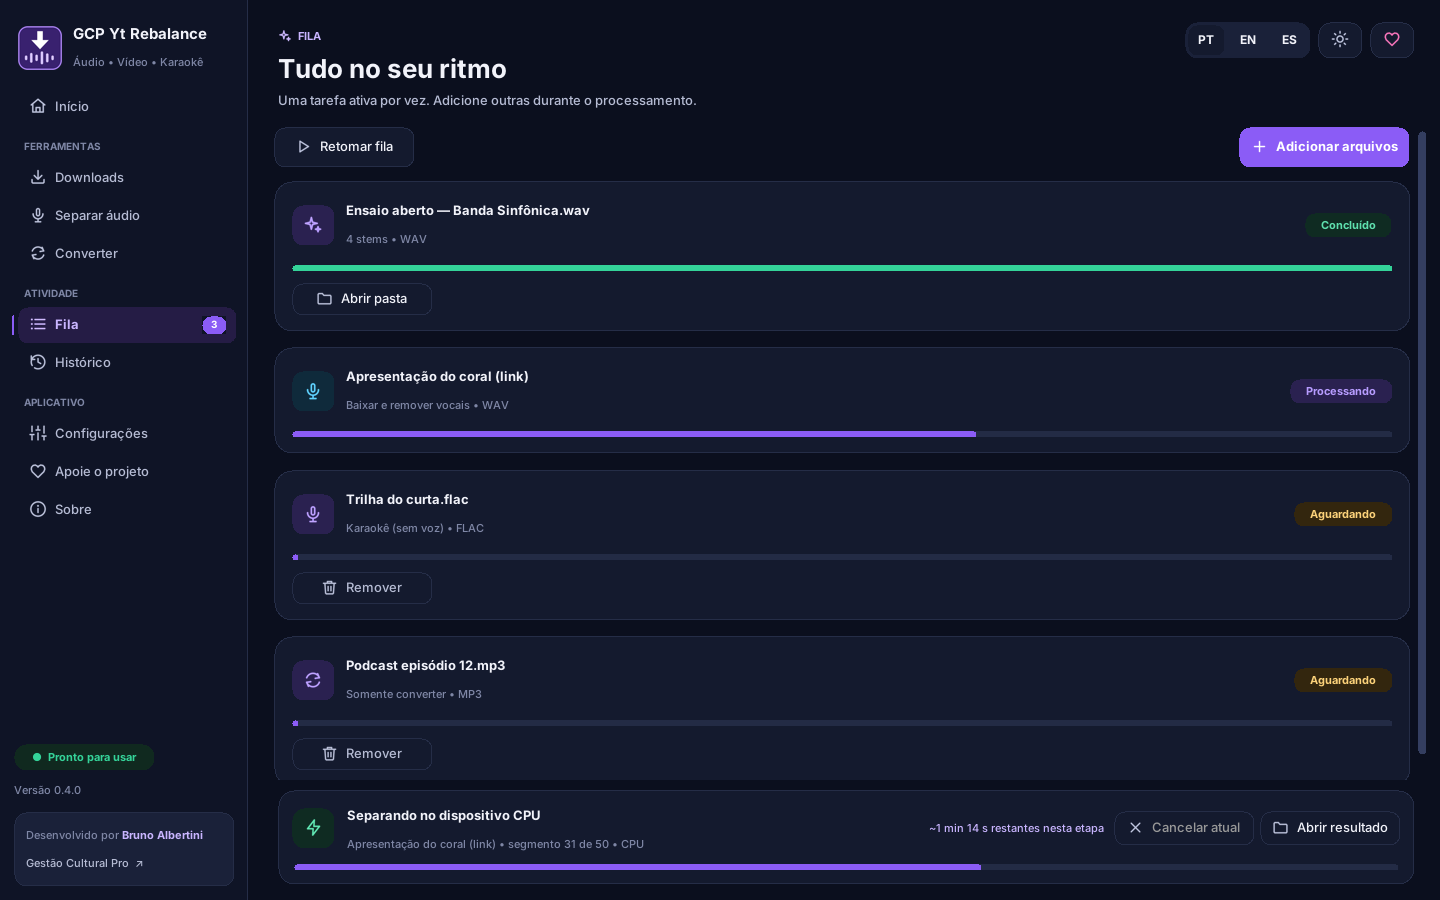 GCP Yt Rebalance
Áudio • Vídeo • Karaokê
Início
FERRAMENTAS
Downloads
Separar áudio
Converter
ATIVIDADE
Fila
3
Histórico
APLICATIVO
Configurações
Apoie o projeto
Sobre
Pronto para usar
Versão 0.4.0
Desenvolvido por Bruno Albertini
Gestão Cultural Pro ↗
FILA
PT EN ES
Tudo no seu ritmo
Uma tarefa ativa por vez. Adicione outras durante o processamento.
Retomar fila
Adicionar arquivos
Ensaio aberto — Banda Sinfônica.wav
4 stems • WAV
Concluído
Abrir pasta
Apresentação do coral (link)
Baixar e remover vocais • WAV
Processando
Trilha do curta.flac
Karaokê (sem voz) • FLAC
Aguardando
Remover
Podcast episódio 12.mp3
Somente converter • MP3
Aguardando
Remover
Separando no dispositivo CPU
Apresentação do coral (link) • segmento 31 de 50 • CPU
~1 min 14 s restantes nesta etapa
Cancelar atual
Abrir resultado